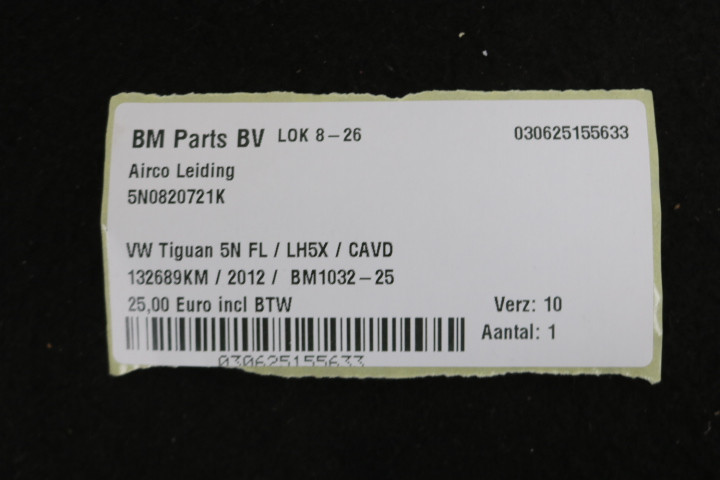 BM Parts BV LOK 8-26 030625155633
Airco Leiding
5N0820721K
VW Tiguan 5N FL / LH5X / CAVD
132689KM / 2012 / BM1032-25
25,00 Euro incl BTW Verz: 10
Aantal: 1
030625155633